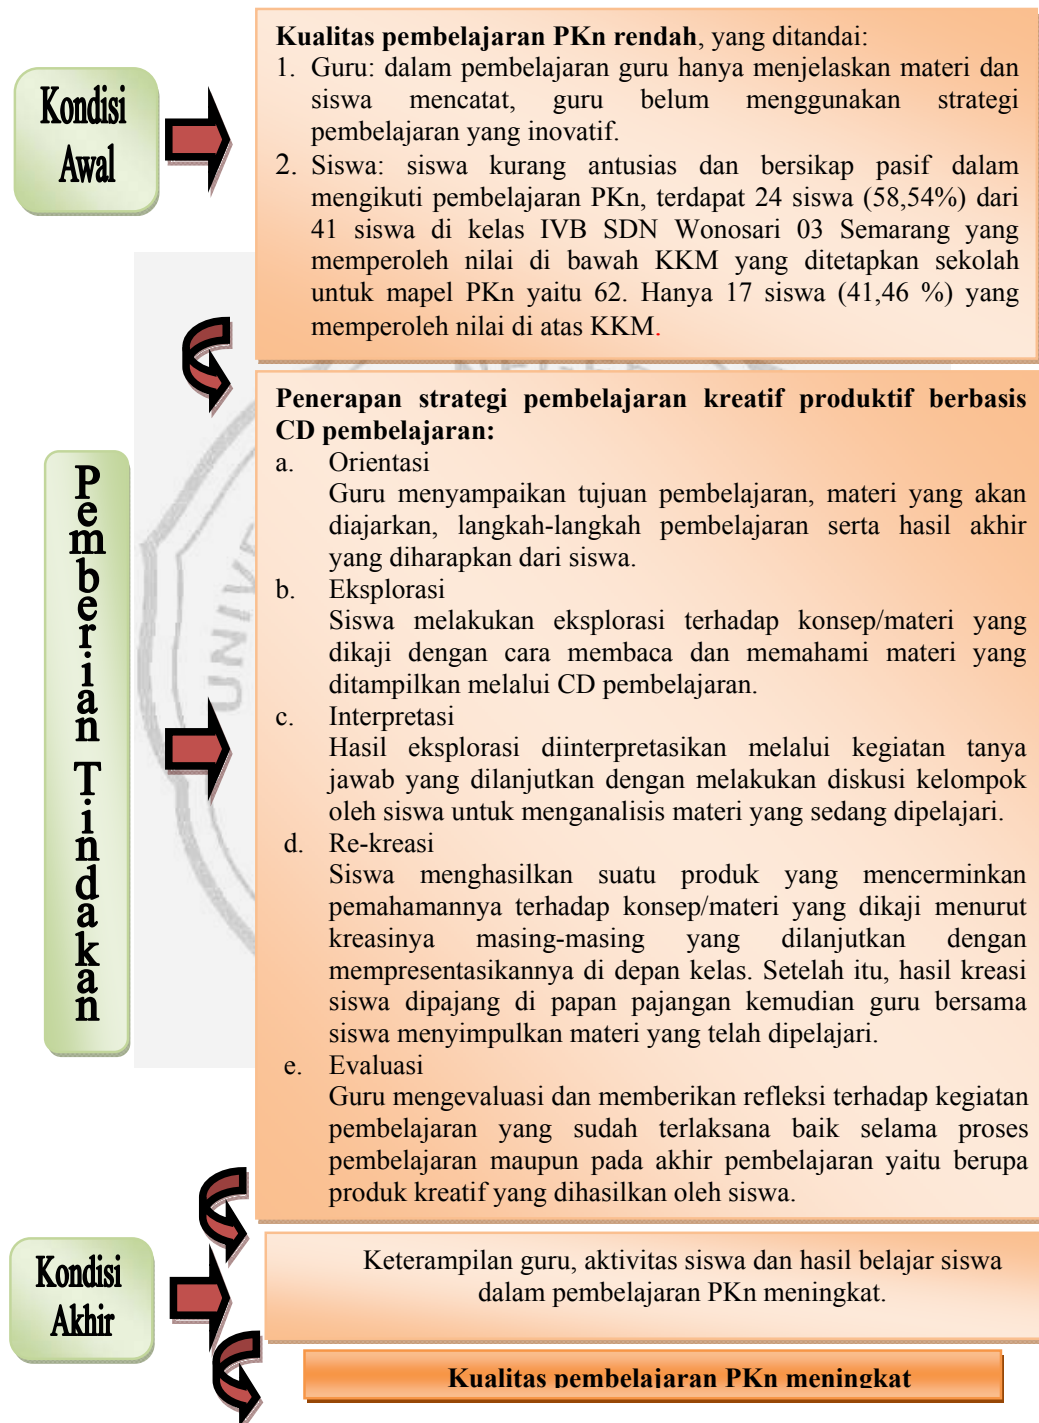 Kondisi
Awal
Kualitas pembelajaran PKn rendah, yang ditandai:
1. Guru: dalam pembelajaran guru hanya menjelaskan materi dan
siswa mencatat, guru belum menggunakan strategi
pembelajaran yang inovatif.
2. Siswa: siswa kurang antusias dan bersikap pasif dalam
mengikuti pembelajaran PKn, terdapat 24 siswa (58,54%) dari
41 siswa di kelas IVB SDN Wonosari 03 Semarang yang
memperoleh nilai di bawah KKM yang ditetapkan sekolah
untuk mapel PKn yaitu 62. Hanya 17 siswa (41,46 %) yang
memperoleh nilai di atas KKM.
Pemberian Tindakan
Penerapan strategi pembelajaran kreatif produktif berbasis
CD pembelajaran:
a. Orientasi
Guru menyampaikan tujuan pembelajaran, materi yang akan
diajarkan, langkah-langkah pembelajaran serta hasil akhir
yang diharapkan dari siswa.
b. Eksplorasi
Siswa melakukan eksplorasi terhadap konsep/materi yang
dikaji dengan cara membaca dan memahami materi yang
ditampilkan melalui CD pembelajaran.
c. Interpretasi
Hasil eksplorasi diinterpretasikan melalui kegiatan tanya
jawab yang dilanjutkan dengan melakukan diskusi kelompok
oleh siswa untuk menganalisis materi yang sedang dipelajari.
d. Re-kreasi
Siswa menghasilkan suatu produk yang mencerminkan
pemahamannya terhadap konsep/materi yang dikaji menurut
kreasinya masing-masing yang dilanjutkan dengan
mempresentasikannya di depan kelas. Setelah itu, hasil kreasi
siswa dipajang di papan pajangan kemudian guru bersama
siswa menyimpulkan materi yang telah dipelajari.
e. Evaluasi
Guru mengevaluasi dan memberikan refleksi terhadap kegiatan
pembelajaran yang sudah terlaksana baik selama proses
pembelajaran maupun pada akhir pembelajaran yaitu berupa
produk kreatif yang dihasilkan oleh siswa.
Kondisi
Akhir
Keterampilan guru, aktivitas siswa dan hasil belajar siswa
dalam pembelajaran PKn meningkat.
Kualitas pembelajaran PKn meningkat